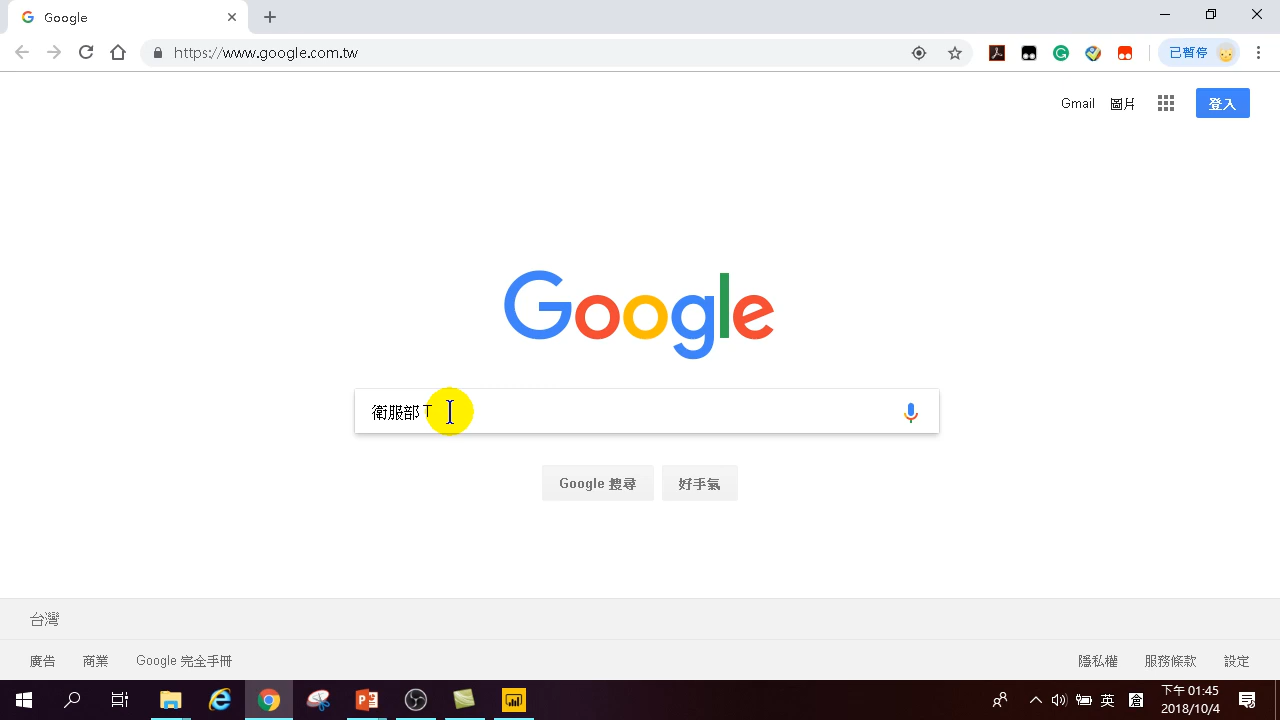 Google
https://www.google.com.tw
已暫停
Gmail 圖片 登入
Google
衛服部T
Google 搜尋 好手氣
台灣
廣告 商業 Google 完全手冊 隱私權 服務條款 設定
英 倉 下午 01:45
2018/10/4